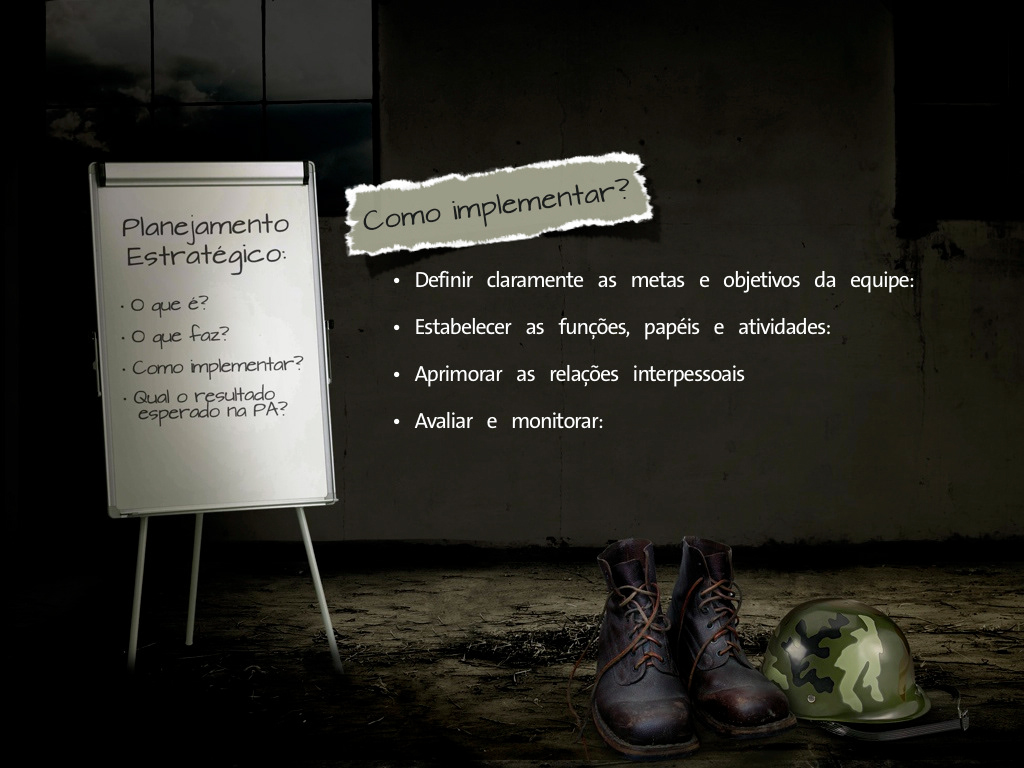 Planejamento
Estratégico:
· O que é?
· O que faz?
· Como implementar?
· Qual o resultado
esperado na PA?
Como implementar?
• Definir claramente as metas e objetivos da equipe:
• Estabelecer as funções, papéis e atividades:
• Aprimorar as relações interpessoais
• Avaliar e monitorar: